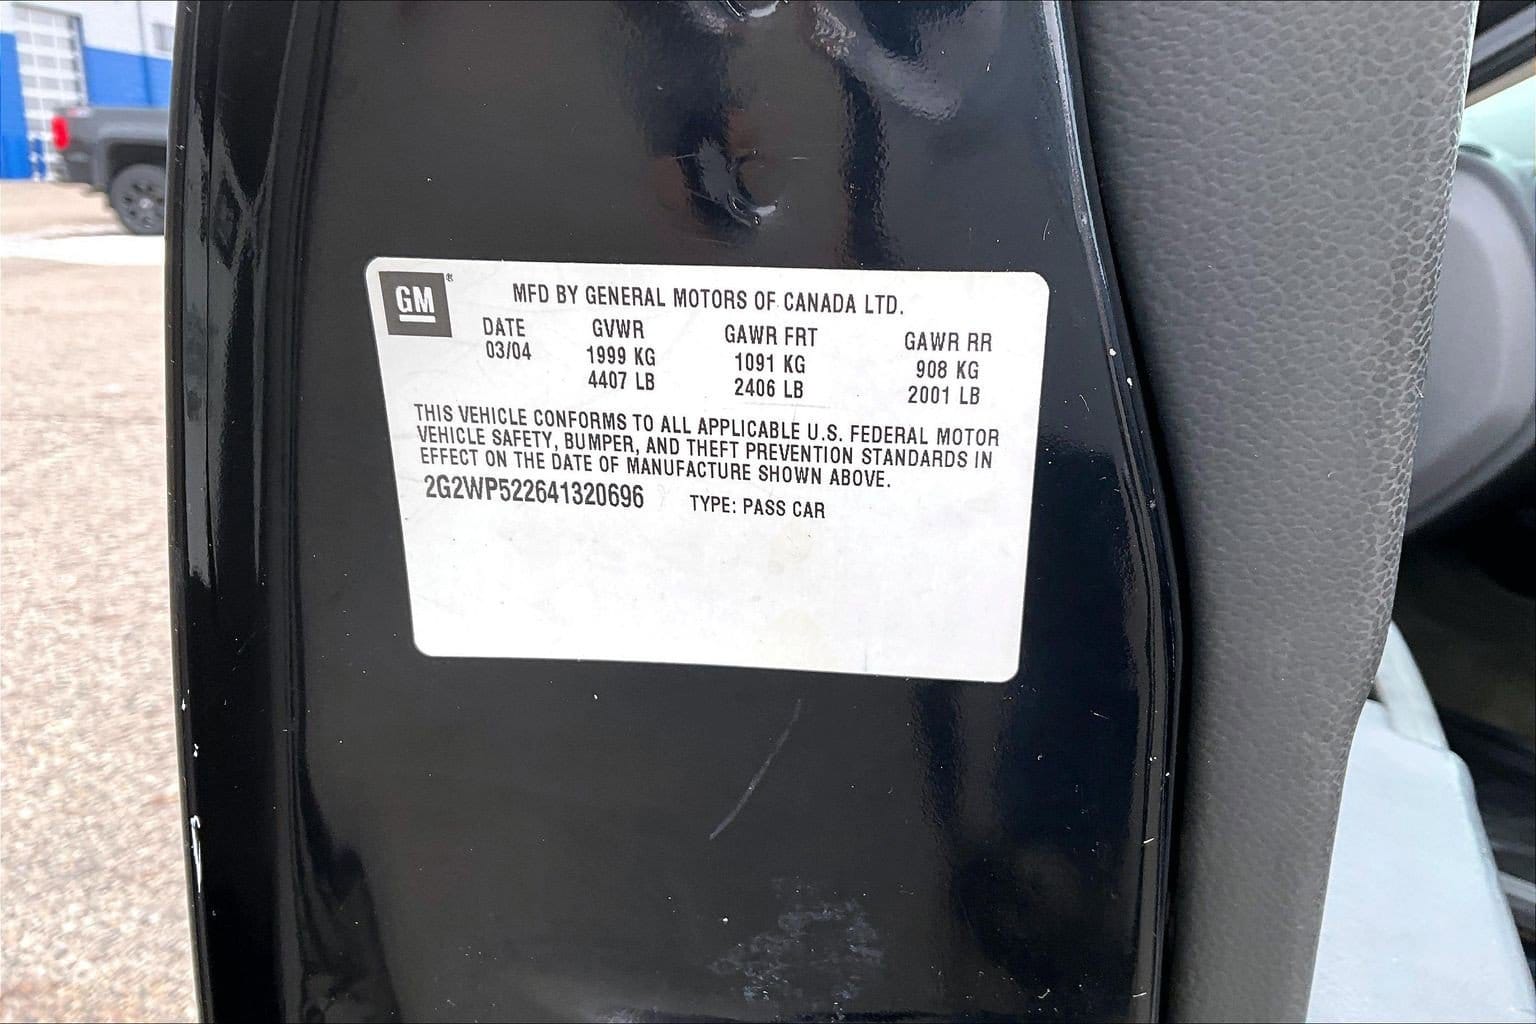 GM®
MFD BY GENERAL MOTORS OF CANADA LTD.
DATE GVWR GAWR FRT GAWR RR
03/04 1999 KG 1091 KG 908 KG
4407 LB 2406 LB 2001 LB
THIS VEHICLE CONFORMS TO ALL APPLICABLE U.S. FEDERAL MOTOR
VEHICLE SAFETY, BUMPER, AND THEFT PREVENTION STANDARDS IN
EFFECT ON THE DATE OF MANUFACTURE SHOWN ABOVE.
2G2WP522641320696 TYPE: PASS CAR